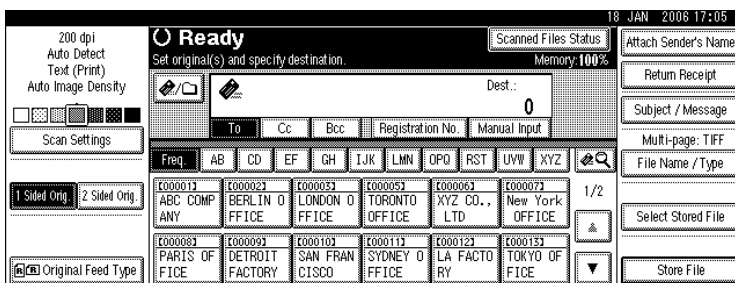 18 JAN 2006 17:05
200 dpi
Auto Detect
Text (Print)
Auto Image Density
Scan Settings
1 Sided Orig. 2 Sided Orig.
Original Feed Type
Ready
Scanned Files Status
Set original(s) and specify destination.
Memory:100%
Dest.:
0
To Cc Bcc Registration No. Manual Input
Freq. AB CD EF GH IJK LMN OPQ RST UVW XYZ
[00001] [00002] [00003] [00005] [00006] [00007]
ABC COMP BERLIN O LONDON O TORONTO XYZ CO., New York
ANY FFICE FFICE OFFICE LTD OFFICE
1/2
[00008] [00009] [00010] [00011] [00012] [00013]
PARIS OF DETROIT SAN FRAN SYDNEY O LA FACTO TOKYO OF
FICE FACTORY CISCO FFICE RY FICE
Attach Sender's Name
Return Receipt
Subject / Message
Multi-page: TIFF
File Name / Type
Select Stored File
Store File